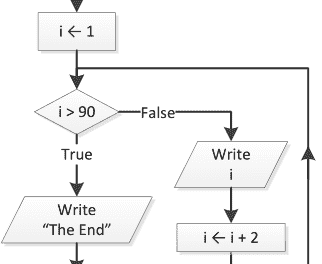 i ← 1
i > 90
False
True
Write
i
Write
"The End"
i ← i + 2